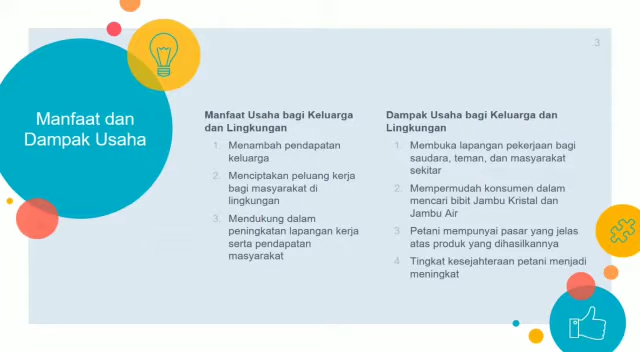 3
Manfaat dan
Dampak Usaha
Manfaat Usaha bagi Keluarga
dan Lingkungan
1. Menambah pendapatan
keluarga
2. Menciptakan peluang kerja
bagi masyarakat di
lingkungan
3. Mendukung dalam
peningkatan lapangan kerja
serta pendapatan
masyarakat
Dampak Usaha bagi Keluarga dan
Lingkungan
1. Membuka lapangan pekerjaan bagi
saudara, teman, dan masyarakat
sekitar
2. Mempermudah konsumen dalam
mencari bibit Jambu Kristal dan
Jambu Air
3 Petani mempunyai pasar yang jelas
atas produk yang dihasilkannya
4 Tingkat kesejahteraan petani menjadi
meningkat